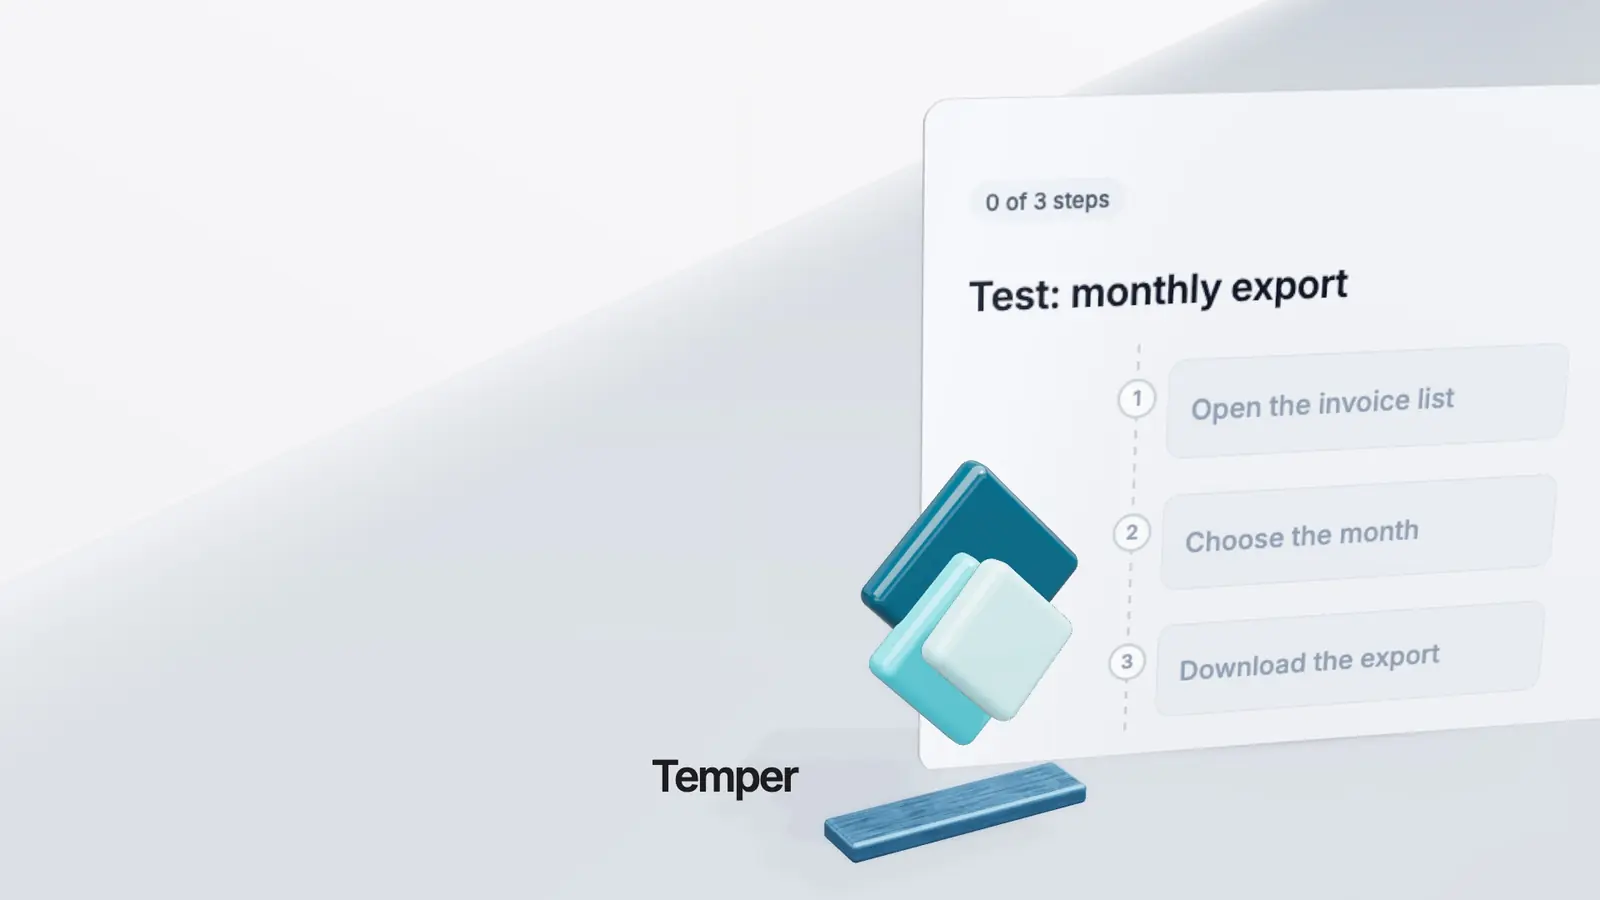 0 of 3 steps
Test: monthly export
1
Open the invoice list
2
Choose the month
3
Download the export
Temper